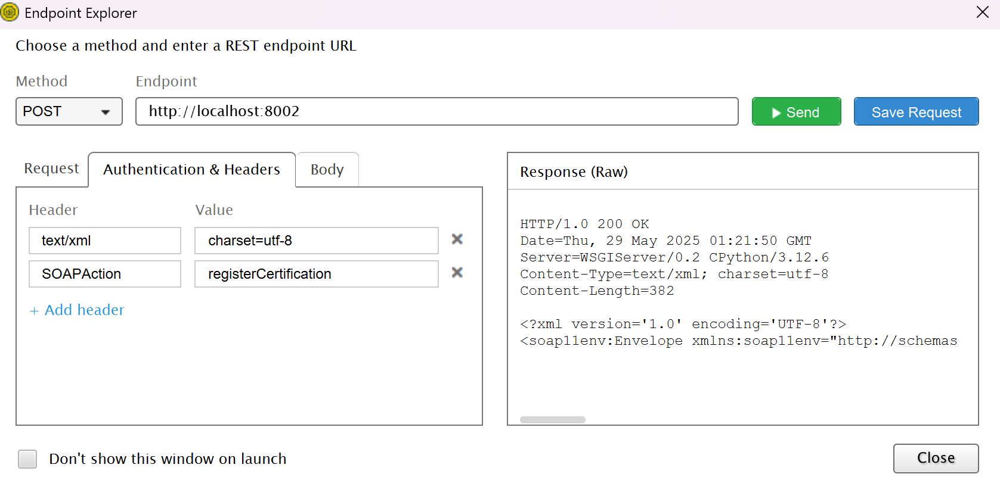 Endpoint Explorer
Choose a method and enter a REST endpoint URL
Method Endpoint
POST http://localhost:8002 Send Save Request
Request Authentication & Headers Body
Header Value
text/xml charset=utf-8
SOAPAction registerCertification
+ Add header
Response (Raw)
HTTP/1.0 200 OK
Date=Thu, 29 May 2025 01:21:50 GMT
Server=WSGIServer/0.2 CPython/3.12.6
Content-Type=text/xml; charset=utf-8
Content-Length=382
<?xml version='1.0' encoding='UTF-8'?>
<soap11env:Envelope xmlns:soap11env="http://schemas
Don't show this window on launch
Close